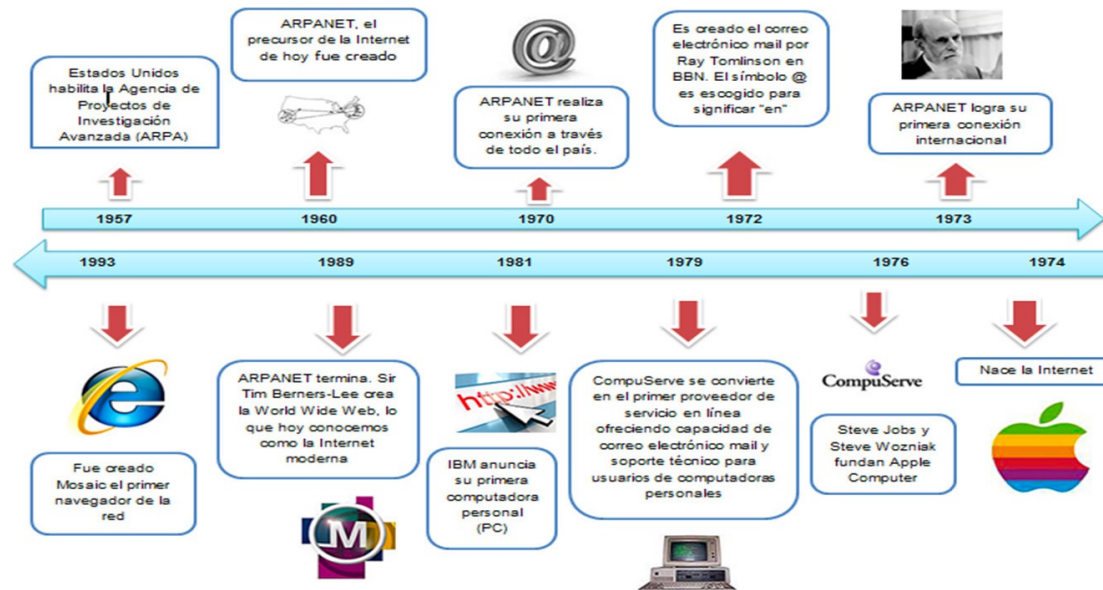 Estados Unidos
habilita la Agencia de
Proyectos de
Investigación
Avanzada (ARPA)
ARPANET, el
precursor de la Internet
de hoy fue creado
@
ARPANET realiza
su primera
conexión a través
de todo el país.
Es creado el correo
electrónico mail por
Ray Tomlinson en
BBN. El símbolo @
es escogido para
significar "en"
ARPANET logra su
primera conexión
internacional
1957
1960
1970
1972
1973
1993
1989
1981
1979
1976
1974
Fue creado
Mosaic el primer
navegador de la
red
ARPANET termina. Sir
Tim Berners-Lee crea
la World Wide Web, lo
que hoy conocemos
como la Internet
moderna
M
http://ww
IBM anuncia
su primera
computadora
personal
(PC)
CompuServe se convierte
en el primer proveedor de
servicio en línea
ofreciendo capacidad de
correo electrónico mail y
soporte técnico para
usuarios de computadoras
personales
CompuServe
Steve Jobs y
Steve Wozniak
fundan Apple
Computer
Nace la Internet